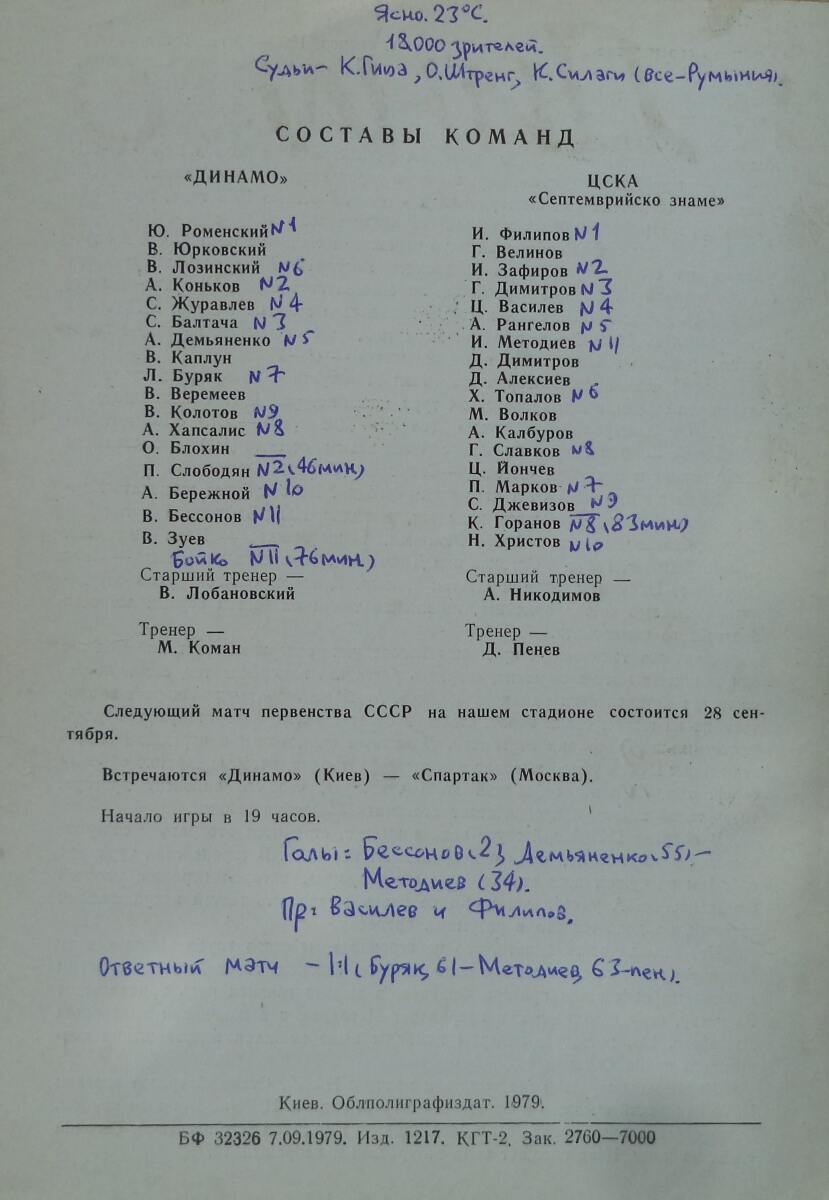 Ясно. 23°С.
18000 зрителей.
Судьи - К.Гица, О.Штренг, К.Силаги (все-Румыния).
СОСТАВЫ КОМАНД
«ДИНАМО»
Ю. Роменский N1
В. Юрковский
В. Лозинский N6
А. Коньков N2
С. Журавлев N4
С. Балтача N3
А. Демьяненко N5
В. Каплун
Л. Буряк N7
В. Веремеев
В. Колотов N9
А. Хапсалис N8
О. Блохин —
П. Слободян N2 (46мин)
А. Бережной N10
В. Бессонов N11
В. Зуев —
Бойко N11 (76мин.)
Старший тренер —
В. Лобановский
Тренер —
М. Коман
ЦСКА
«Септемврийско знаме»
И. Филипов N1
Г. Велинов
И. Зафиров N2
Г. Димитров N3
Ц. Василев N4
А. Рангелов N5
И. Методиев N11
Д. Димитров
Д. Алексиев
Х. Топалов N6
М. Волков
А. Калбуров
Г. Славков N8
Ц. Йончев
П. Марков N7
С. Джевизов N9
К. Горанов N8 (83мин)
Н. Христов N10
Старший тренер —
А. Никодимов
Тренер —
Д. Пенев
Следующий матч первенства СССР на нашем стадионе состоится 28 сен-
тября.
Встречаются «Динамо» (Киев) — «Спартак» (Москва).
Начало игры в 19 часов.
Голы: Бессонов (2), Демьяненко (55) -
Методиев (34).
Пр: Василев и Филипов.
Ответный матч - 1:1 (Буряк, 61 - Методиев, 63-пен).
Киев. Облполиграфиздат. 1979.
БФ 32326 7.09.1979. Изд. 1217. КГТ-2, Зак. 2760—7000